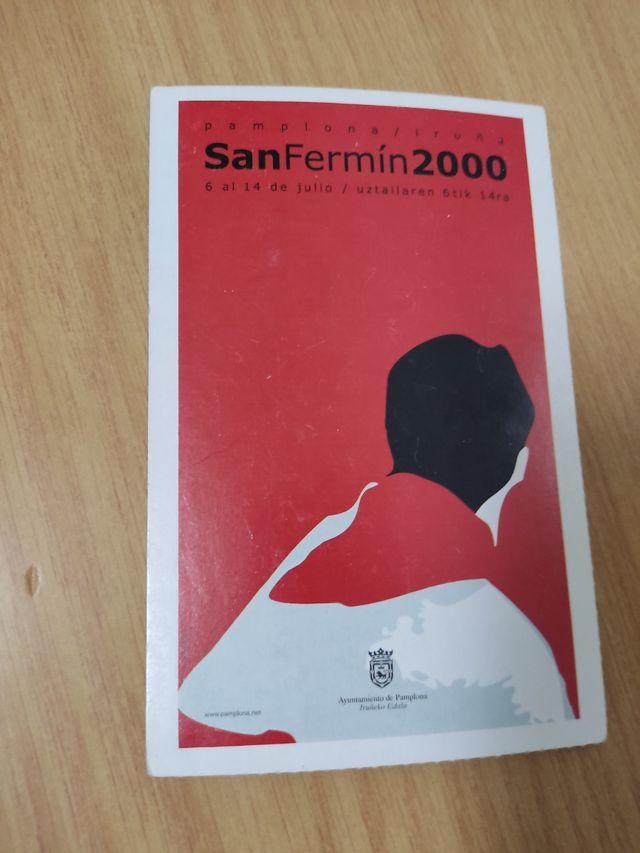 pamplona/iruña
SanFermín2000
6 al 14 de julio / uztailaren 6tik 14ra
Ayuntamiento de Pamplona
Iruñeko Udala
www.pamplona.net